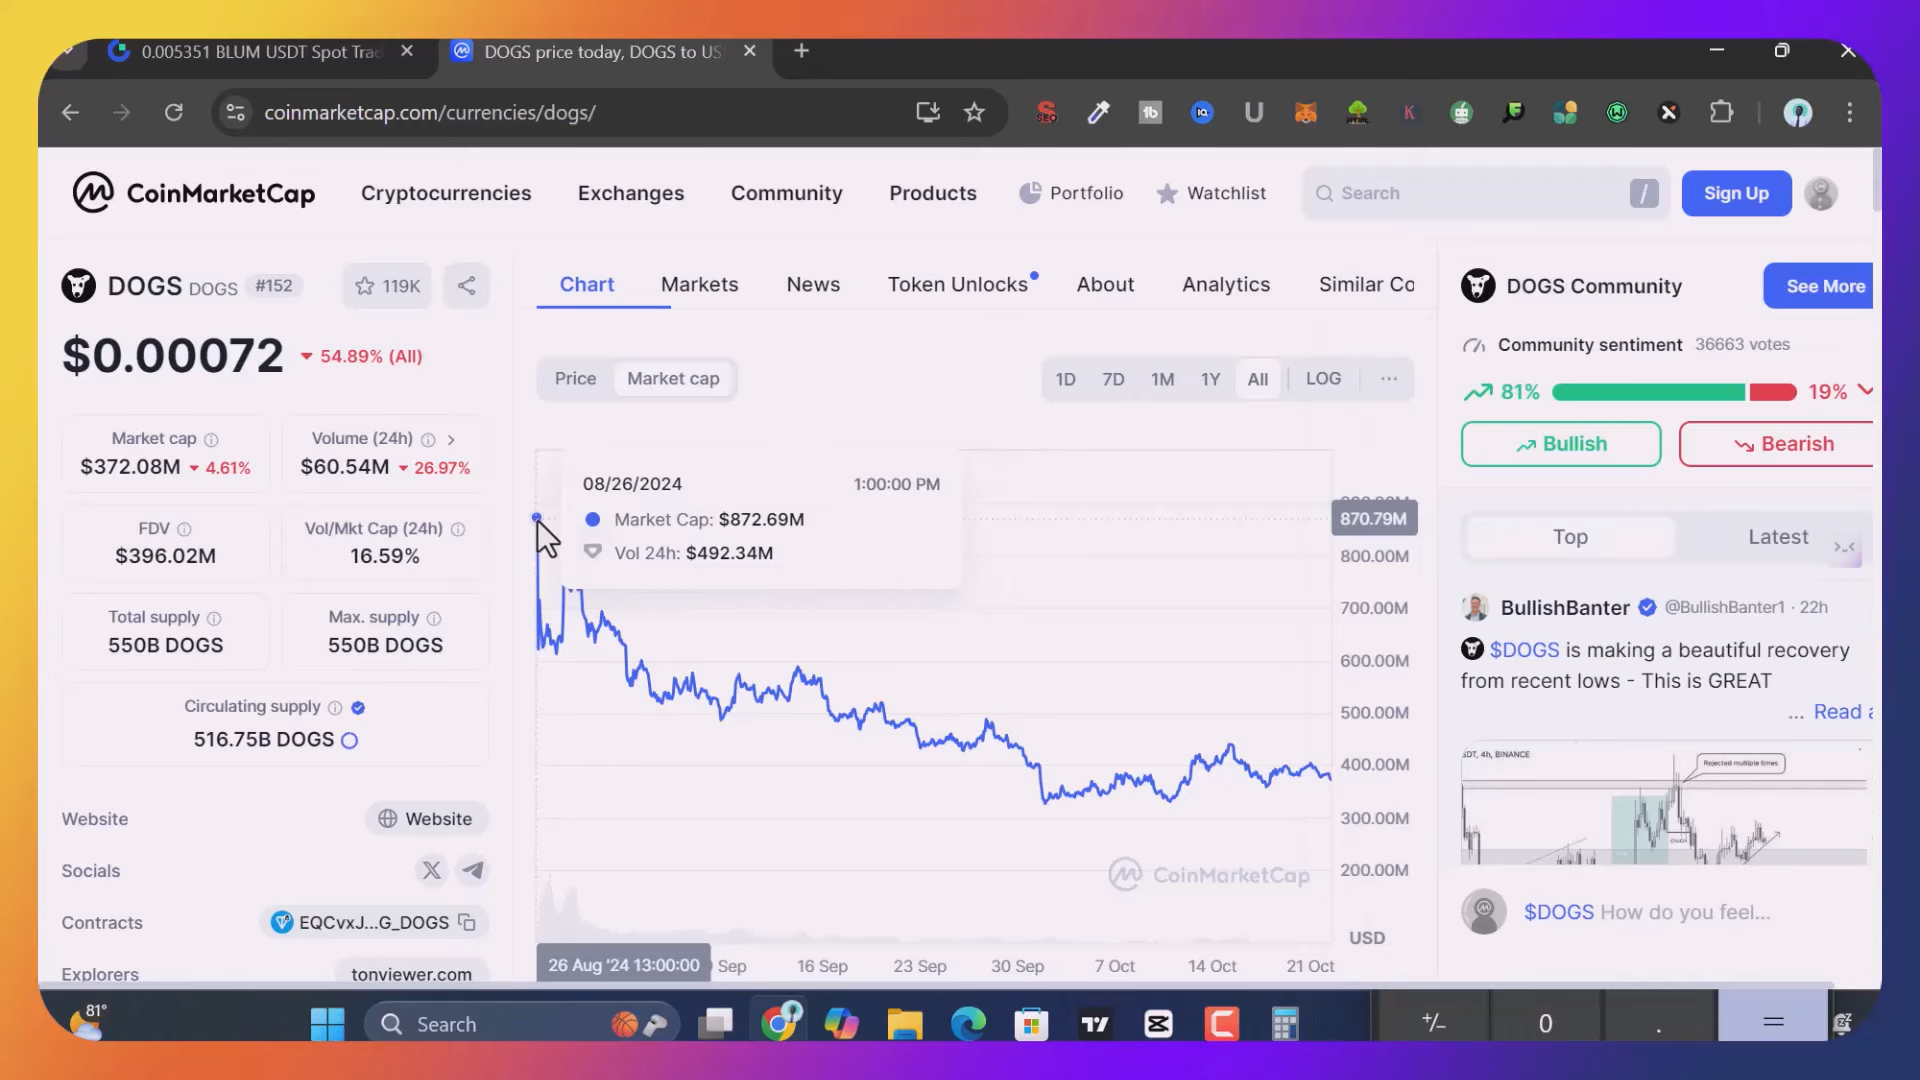 0.005351 BLUM USDT Spot Trad
DOGS price today, DOGS to US
coinmarketcap.com/currencies/dogs/
CoinMarketCap
Cryptocurrencies
Exchanges
Community
Products
Portfolio
Watchlist
Search
/
Sign Up
DOGS DOGS #152
119K
$0.00072
54.89% (All)
Market cap
$372.08M 4.61%
Volume (24h)
$60.54M 26.97%
FDV
$396.02M
Vol/Mkt Cap (24h)
16.59%
Total supply
550B DOGS
Max. supply
550B DOGS
Circulating supply
516.75B DOGS
Website
Website
Socials
Contracts
EQCvxJ...G_DOGS
Explorers
tonviewer.com
Chart
Markets
News
Token Unlocks
About
Analytics
Similar Co
Price
Market cap
1D
7D
1M
1Y
All
LOG
08/26/2024
1:00:00 PM
Market Cap: $872.69M
Vol 24h: $492.34M
870.79M
800.00M
700.00M
600.00M
500.00M
400.00M
300.00M
200.00M
CoinMarketCap
USD
26 Aug '24 13:00:00
Sep
16 Sep
23 Sep
30 Sep
7 Oct
14 Oct
21 Oct
DOGS Community
See More
Community sentiment 36663 votes
81%
19%
Bullish
Bearish
Top
Latest
BullishBanter @BullishBanter1 · 22h
$DOGS is making a beautiful recovery
from recent lows - This is GREAT
... Read a
DT, 4h, BINANCE
Rejected multiple times
$DOGS How do you feel...
81°
Search
+/-
0
.
=